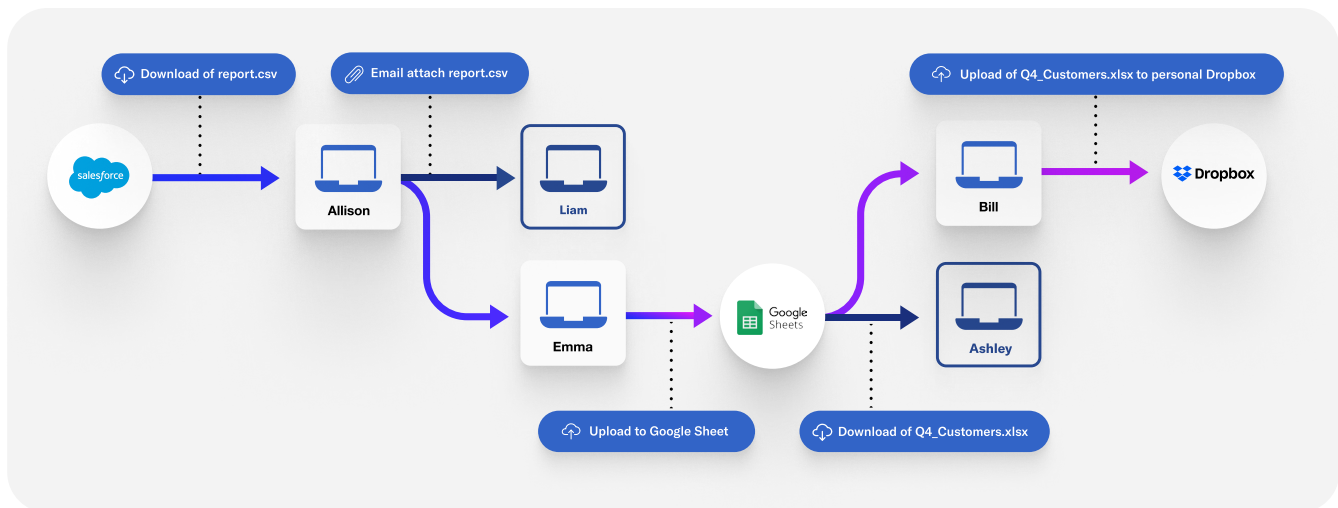 Download of report.csv
Email attach report.csv
Upload of Q4_Customers.xlsx to personal Dropbox
salesforce
Allison
Liam
Bill
Dropbox
Emma
Google
Sheets
Ashley
Upload to Google Sheet
Download of Q4_Customers.xlsx